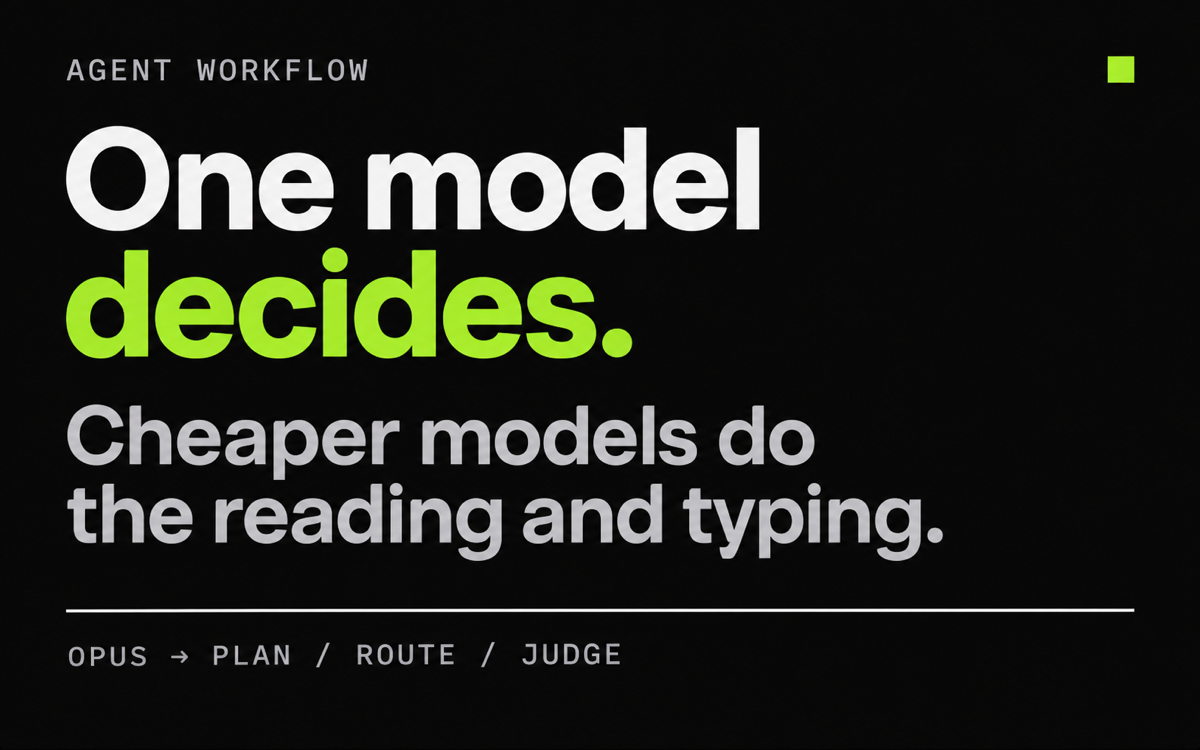 AGENT WORKFLOW
One model
decides.
Cheaper models do
the reading and typing.
OPUS → PLAN / ROUTE / JUDGE